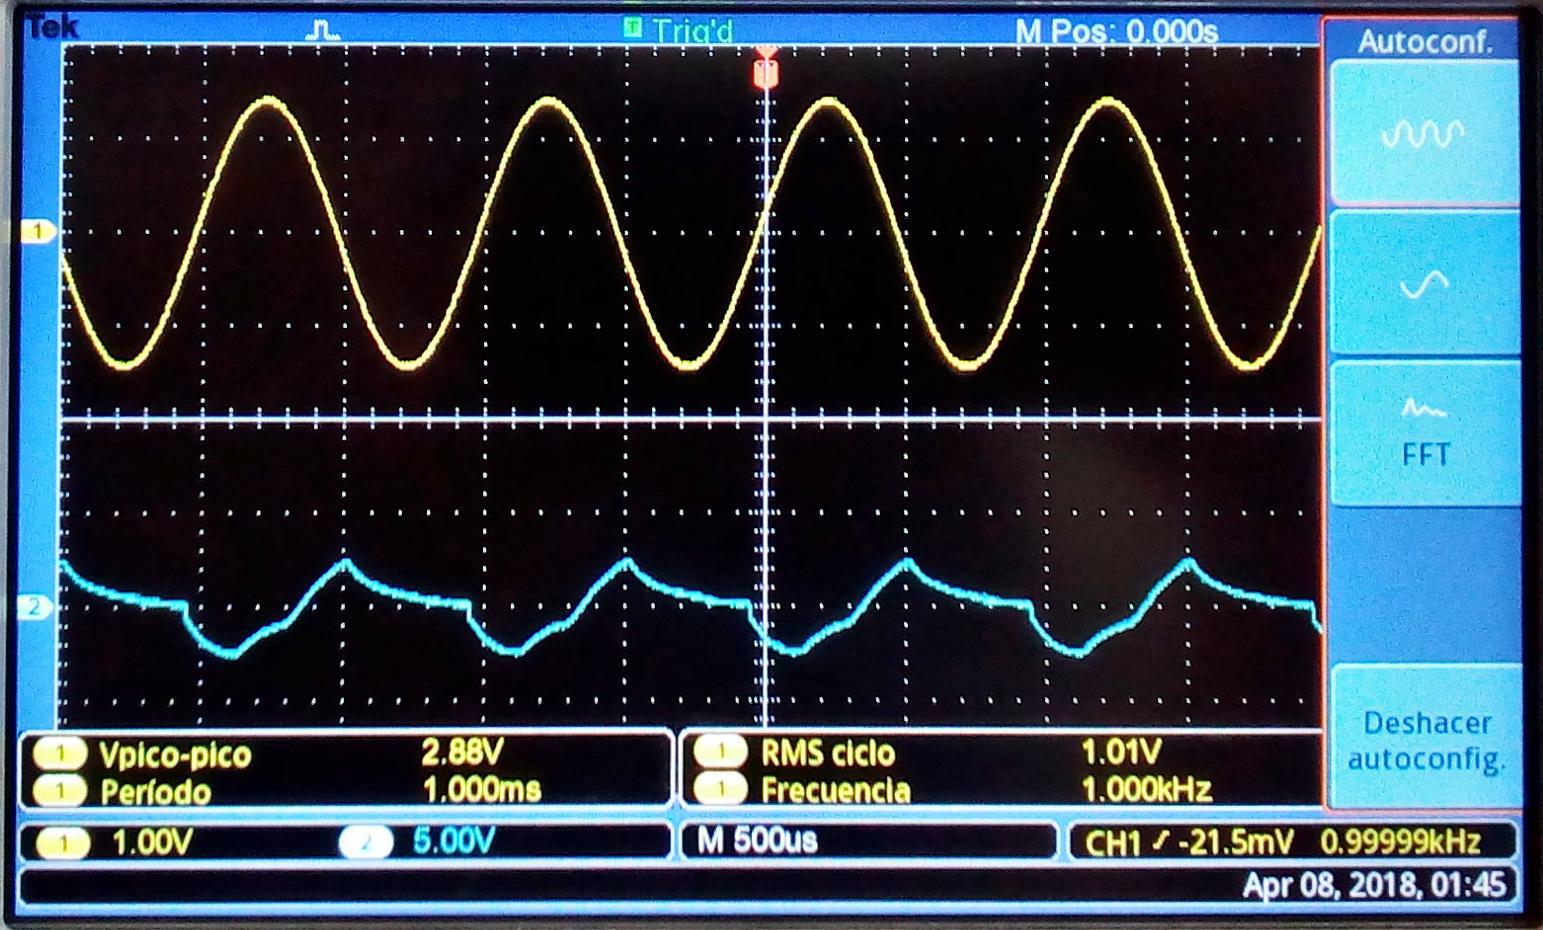 Tek Trig'd M Pos: 0.000s
Autoconf.
1
2
FFT
Deshacer
autoconfig.
1 Vpico-pico 2.88V 1 RMS ciclo 1.01V
1 Período 1.000ms 1 Frecuencia 1.000kHz
1 1.00V 2 5.00V M 500us CH1 -21.5mV 0.99999kHz
Apr 08, 2018, 01:45